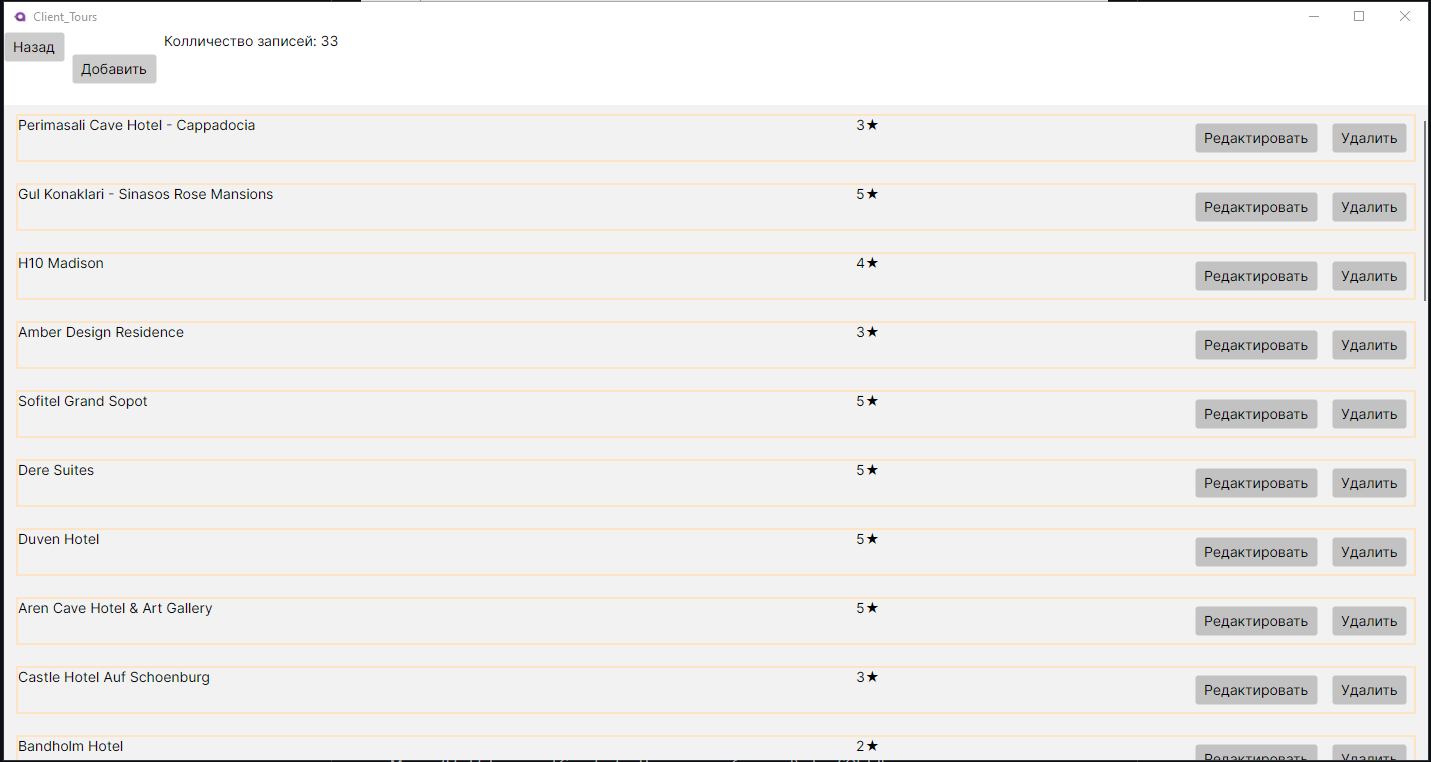 Client_Tours
Назад
Колличество записей: 33
Добавить
Perimasali Cave Hotel - Cappadocia 3★ Редактировать Удалить
Gul Konaklari - Sinasos Rose Mansions 5★ Редактировать Удалить
H10 Madison 4★ Редактировать Удалить
Amber Design Residence 3★ Редактировать Удалить
Sofitel Grand Sopot 5★ Редактировать Удалить
Dere Suites 5★ Редактировать Удалить
Duven Hotel 5★ Редактировать Удалить
Aren Cave Hotel & Art Gallery 5★ Редактировать Удалить
Castle Hotel Auf Schoenburg 3★ Редактировать Удалить
Bandholm Hotel 2★ Редактировать Удалить